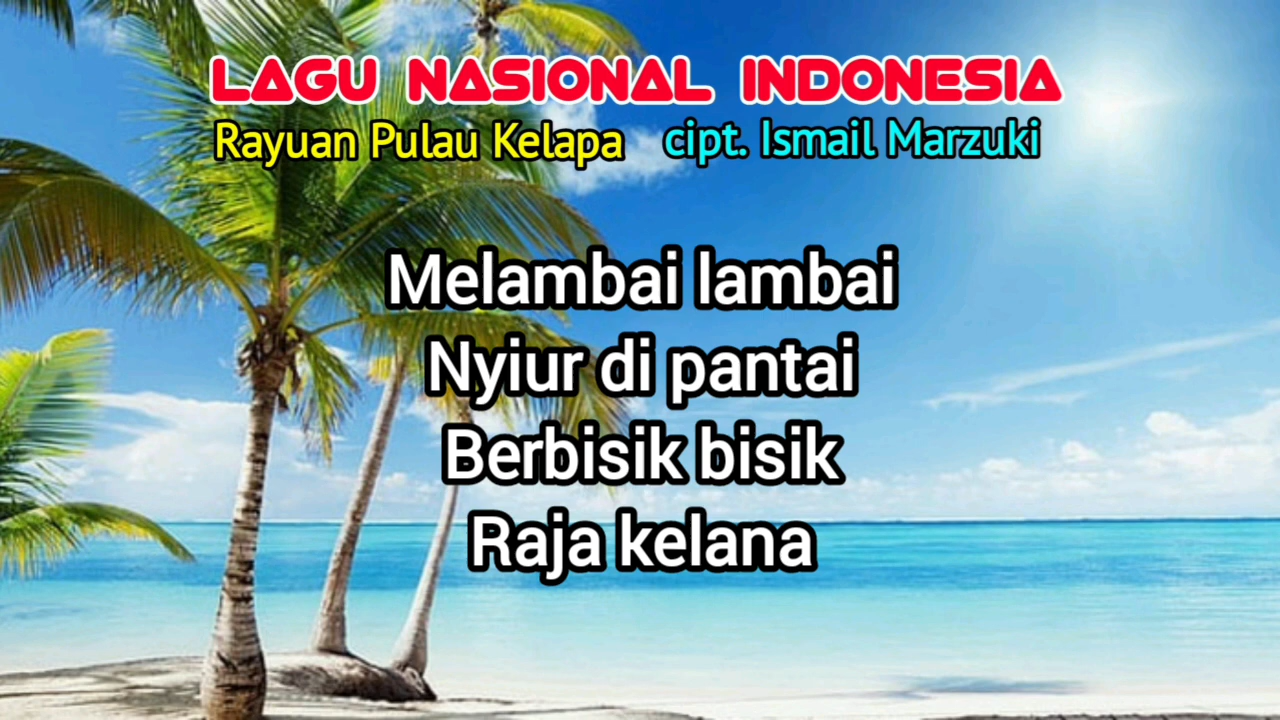 LAGU NASIONAL INDONESIA
Rayuan Pulau Kelapa cipt. Ismail Marzuki
Melambai lambai
Nyiur di pantai
Berbisik bisik
Raja kelana